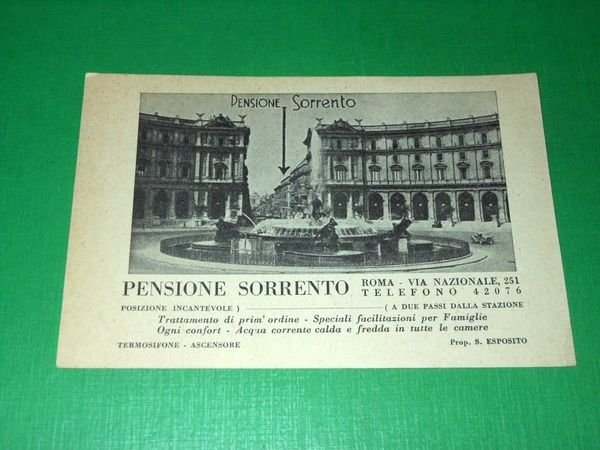 PENSIONE Sorrento
PENSIONE SORRENTO ROMA - VIA NAZIONALE, 251
TELEFONO 42076
POSIZIONE INCANTEVOLE ) ( A DUE PASSI DALLA STAZIONE
Trattamento di prim' ordine - Speciali facilitazioni per Famiglie
Ogni confort - Acqua corrente calda e fredda in tutte le camere
TERMOSIFONE - ASCENSORE Prop. S. ESPOSITO